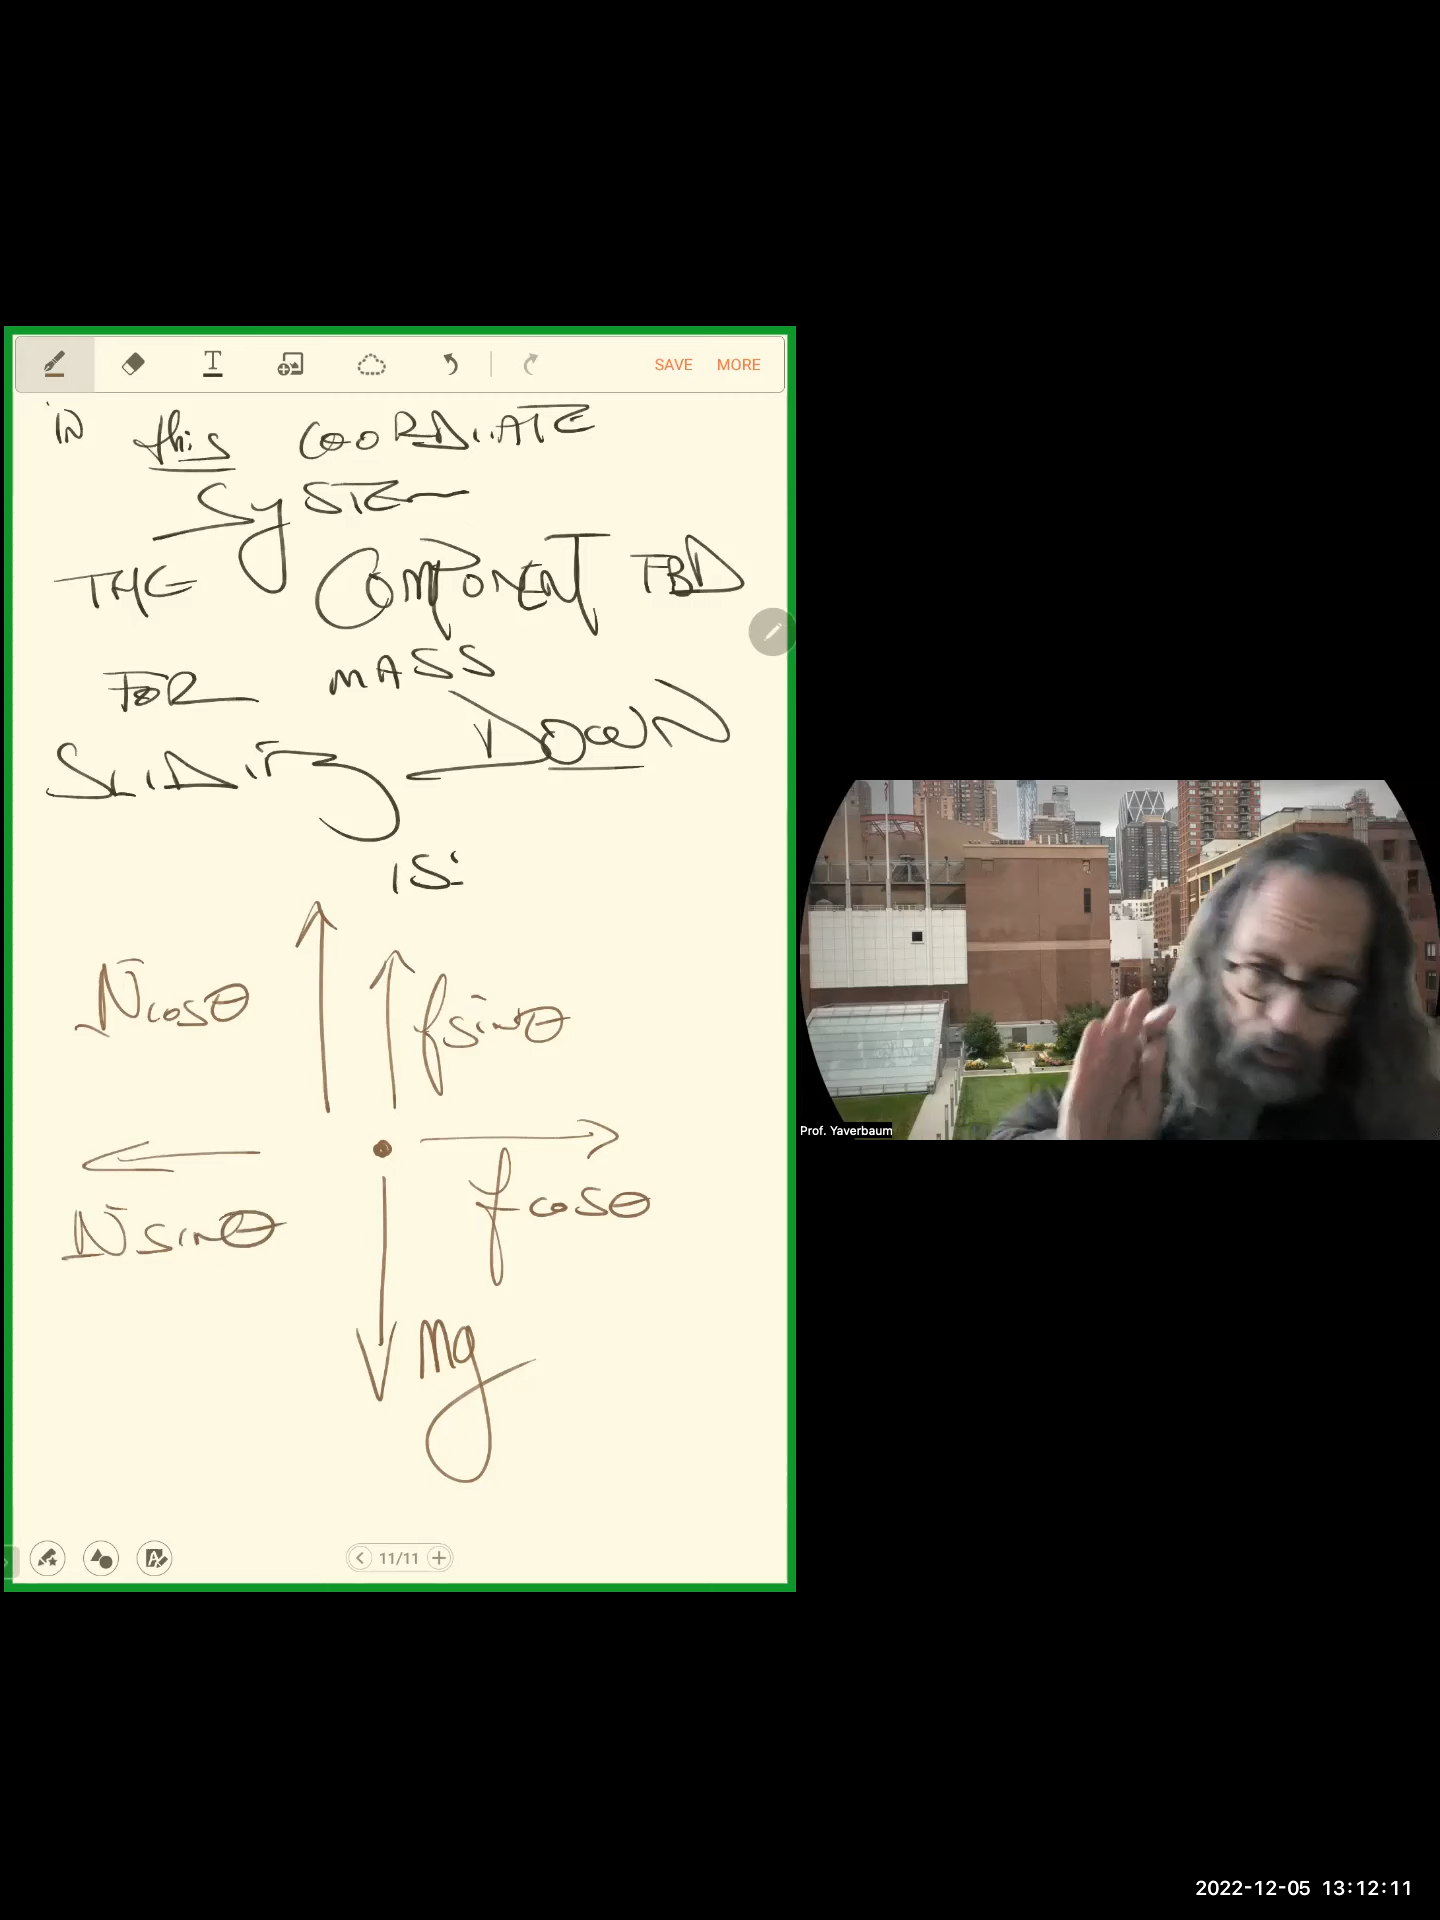 T
SAVE MORE
IN this COORDINATE
SYSTEM
THE COMPONENT FBD
FOR MASS
SLIDING DOWN
IS:
Ncosθ
fsinθ
Nsinθ
fcosθ
mg
11/11
A
Prof. Yaverbaum
2022-12-05 13:12:11